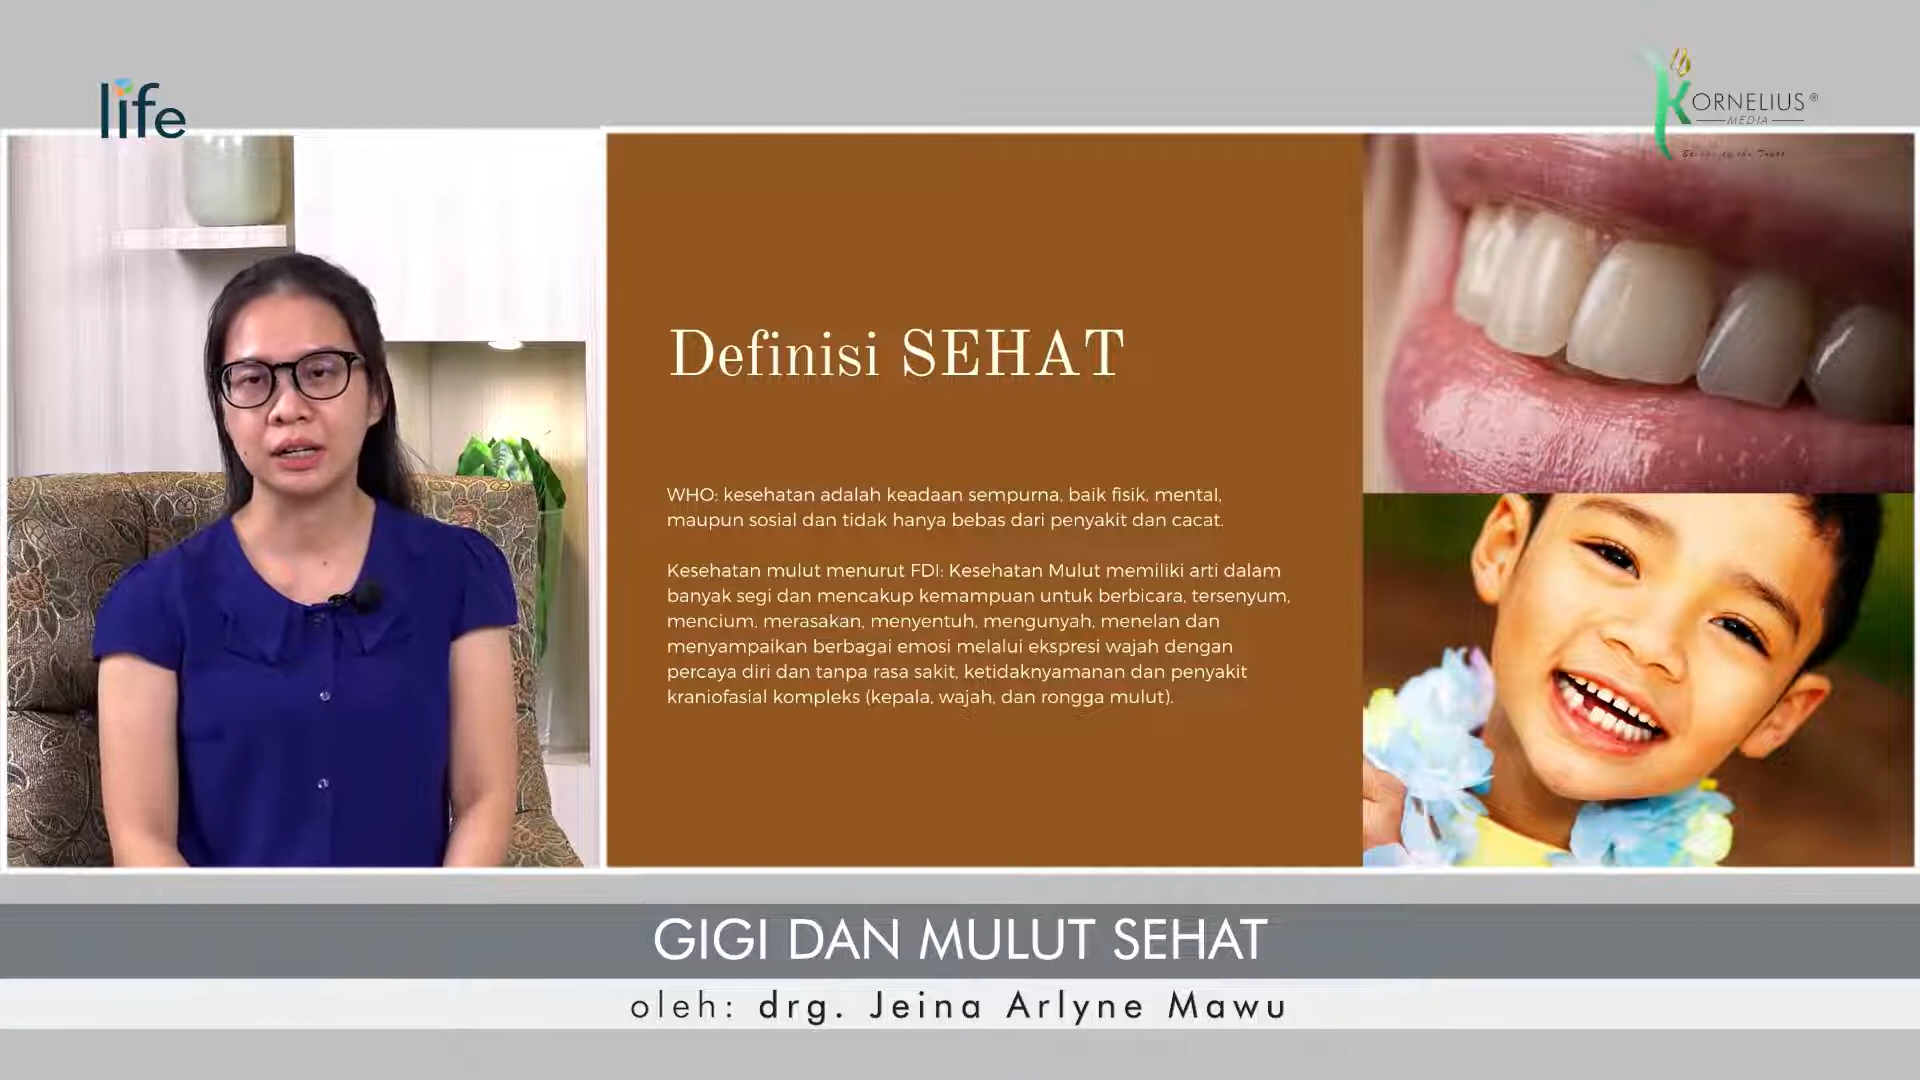 life
KORNELIUS®
MEDIA
Definisi SEHAT
WHO: kesehatan adalah keadaan sempurna, baik fisik, mental,
maupun sosial dan tidak hanya bebas dari penyakit dan cacat.
Kesehatan mulut menurut FDI: Kesehatan Mulut memiliki arti dalam
banyak segi dan mencakup kemampuan untuk berbicara, tersenyum,
mencium, merasakan, menyentuh, mengunyah, menelan dan
menyampaikan berbagai emosi melalui ekspresi wajah dengan
percaya diri dan tanpa rasa sakit, ketidaknyamanan dan penyakit
kraniofasial kompleks (kepala, wajah, dan rongga mulut).
GIGI DAN MULUT SEHAT
oleh: drg. Jeina Arlyne Mawu